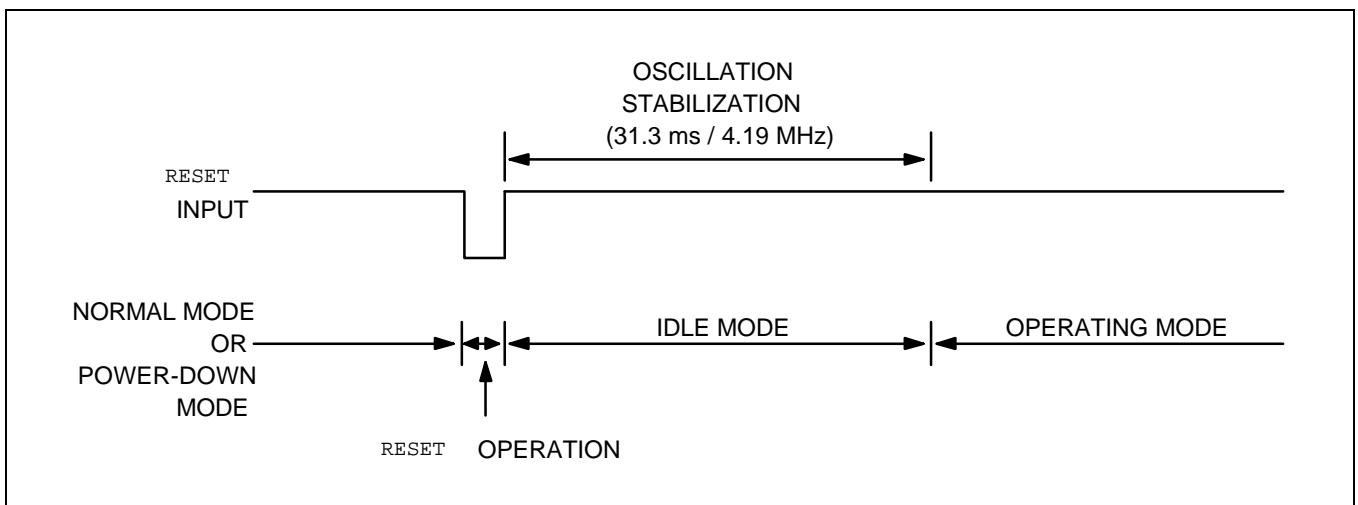 OSCILLATION
STABILIZATION
(31.3 ms / 4.19 MHz)
RESET
INPUT
NORMAL MODE
OR
POWER-DOWN
MODE
IDLE MODE
OPERATING MODE
RESET OPERATION